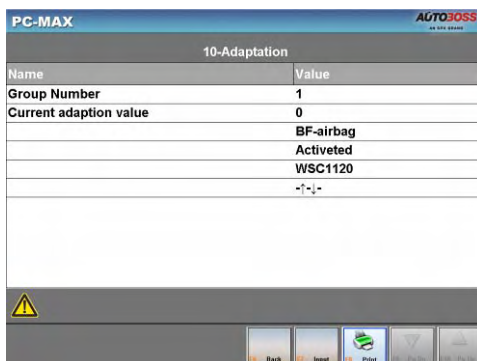 PC-MAX
AUTOBOSS
10-Adaptation
Name Value
Group Number 1
Current adaption value 0
BF-airbag
Activeted
WSC1120
-↑-↓-
Back Input Print